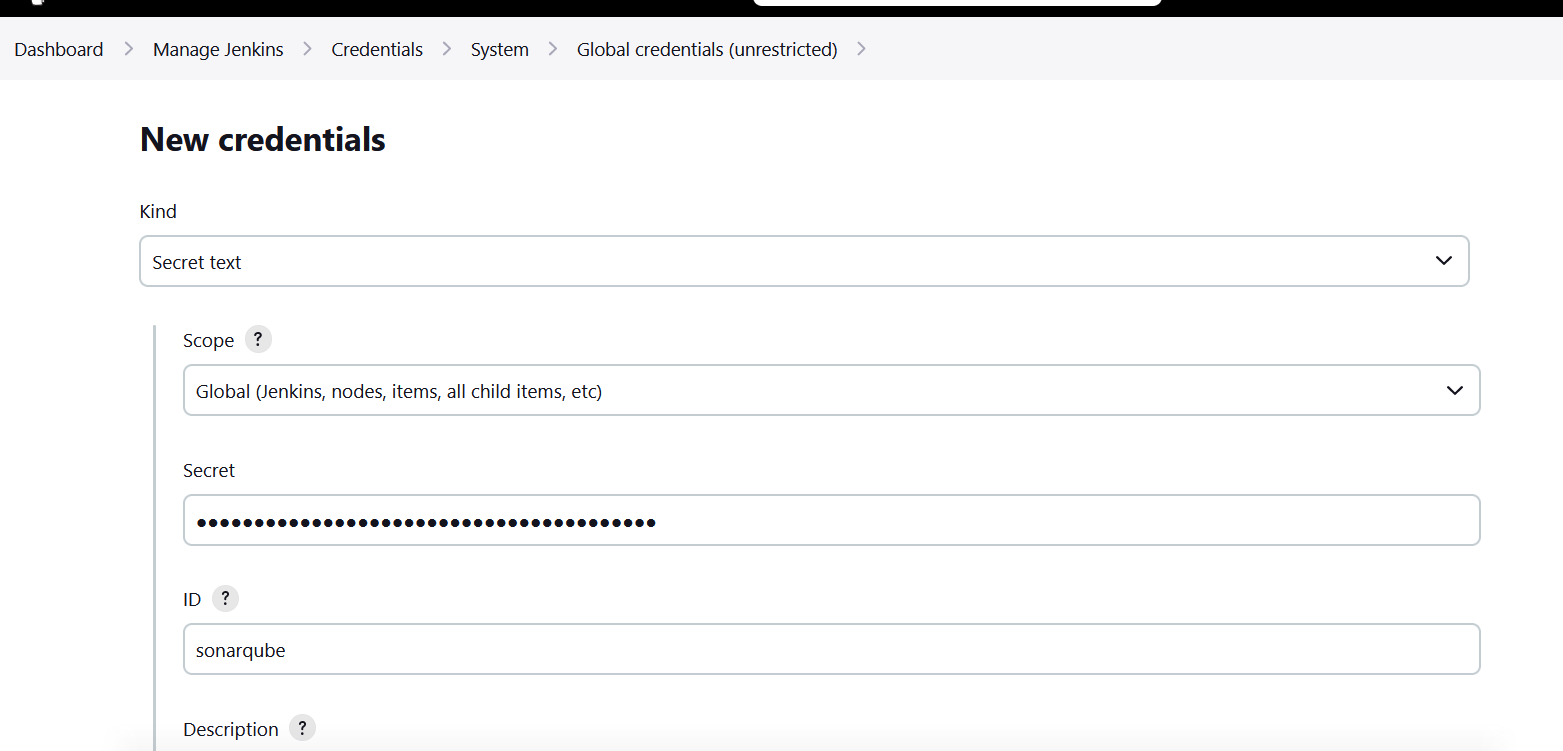 Dashboard > Manage Jenkins > Credentials > System > Global credentials (unrestricted) >
New credentials
Kind
Secret text
Scope ?
Global (Jenkins, nodes, items, all child items, etc)
Secret
••••••••••••••••••••••••••••••••••••••••
ID ?
sonarqube
Description ?